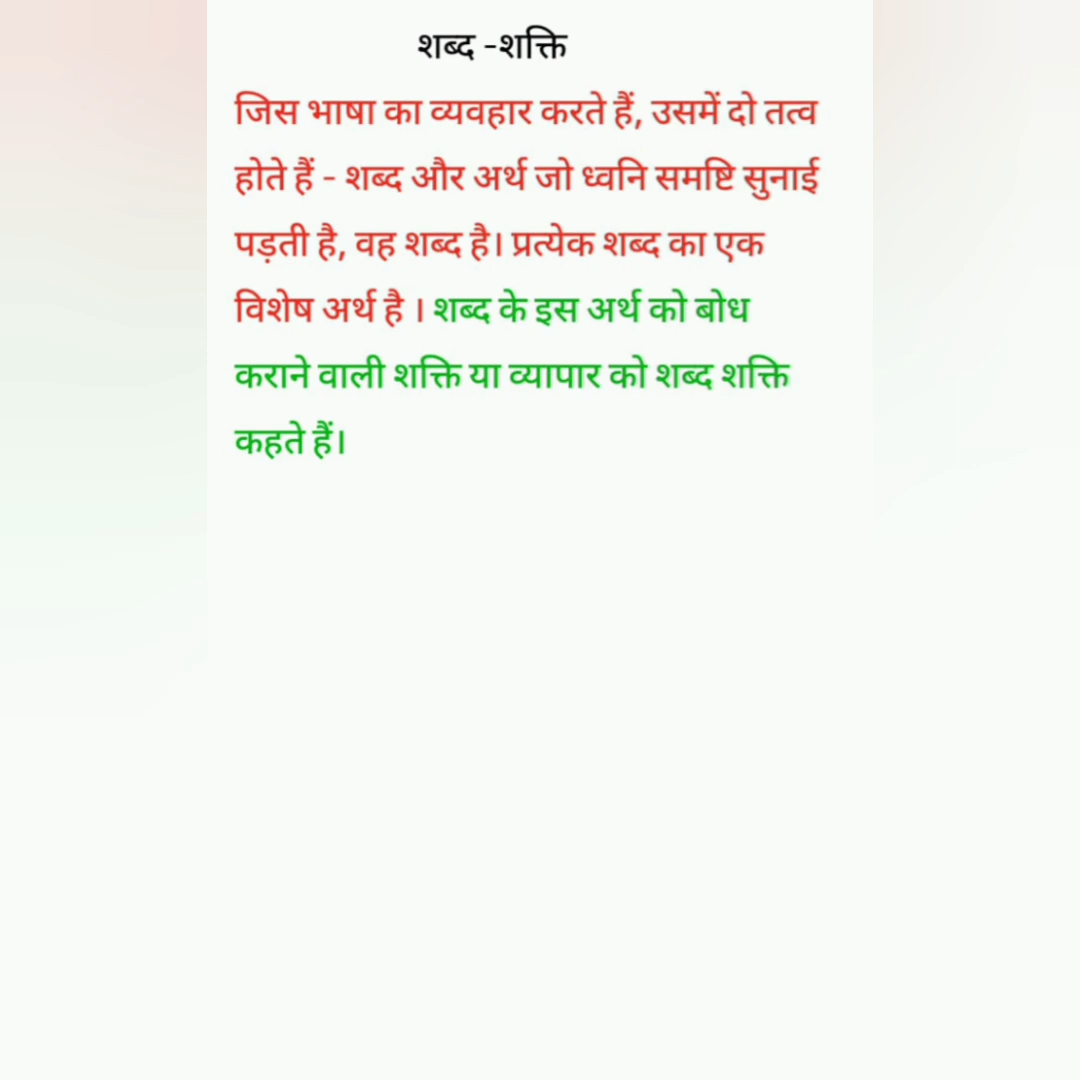 शब्द -शक्ति
जिस भाषा का व्यवहार करते हैं, उसमें दो तत्व
होते हैं - शब्द और अर्थ जो ध्वनि समष्टि सुनाई
पड़ती है, वह शब्द है। प्रत्येक शब्द का एक
विशेष अर्थ है । शब्द के इस अर्थ को बोध
कराने वाली शक्ति या व्यापार को शब्द शक्ति
कहते हैं।